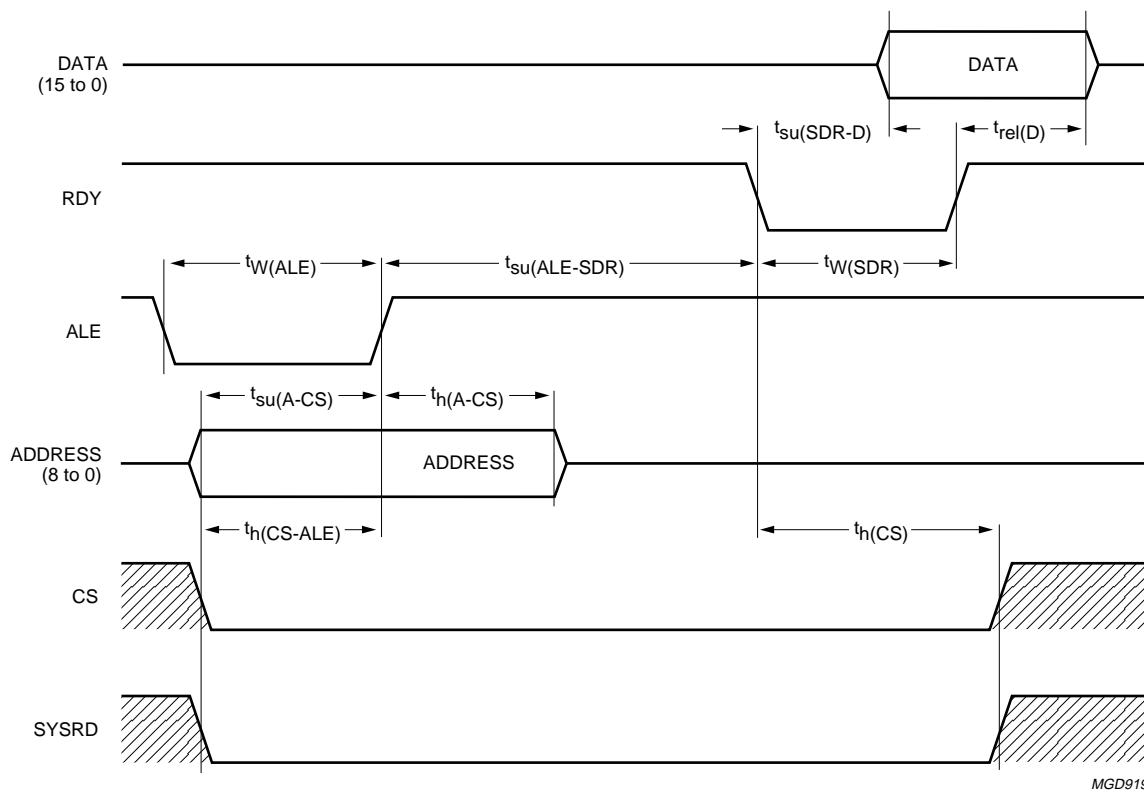 DATA
(15 to 0)
DATA
tsu(SDR-D)
trel(D)
RDY
tW(ALE)
tsu(ALE-SDR)
tW(SDR)
ALE
tsu(A-CS)
th(A-CS)
ADDRESS
(8 to 0)
ADDRESS
th(CS-ALE)
th(CS)
CS
SYSRD
MGD919